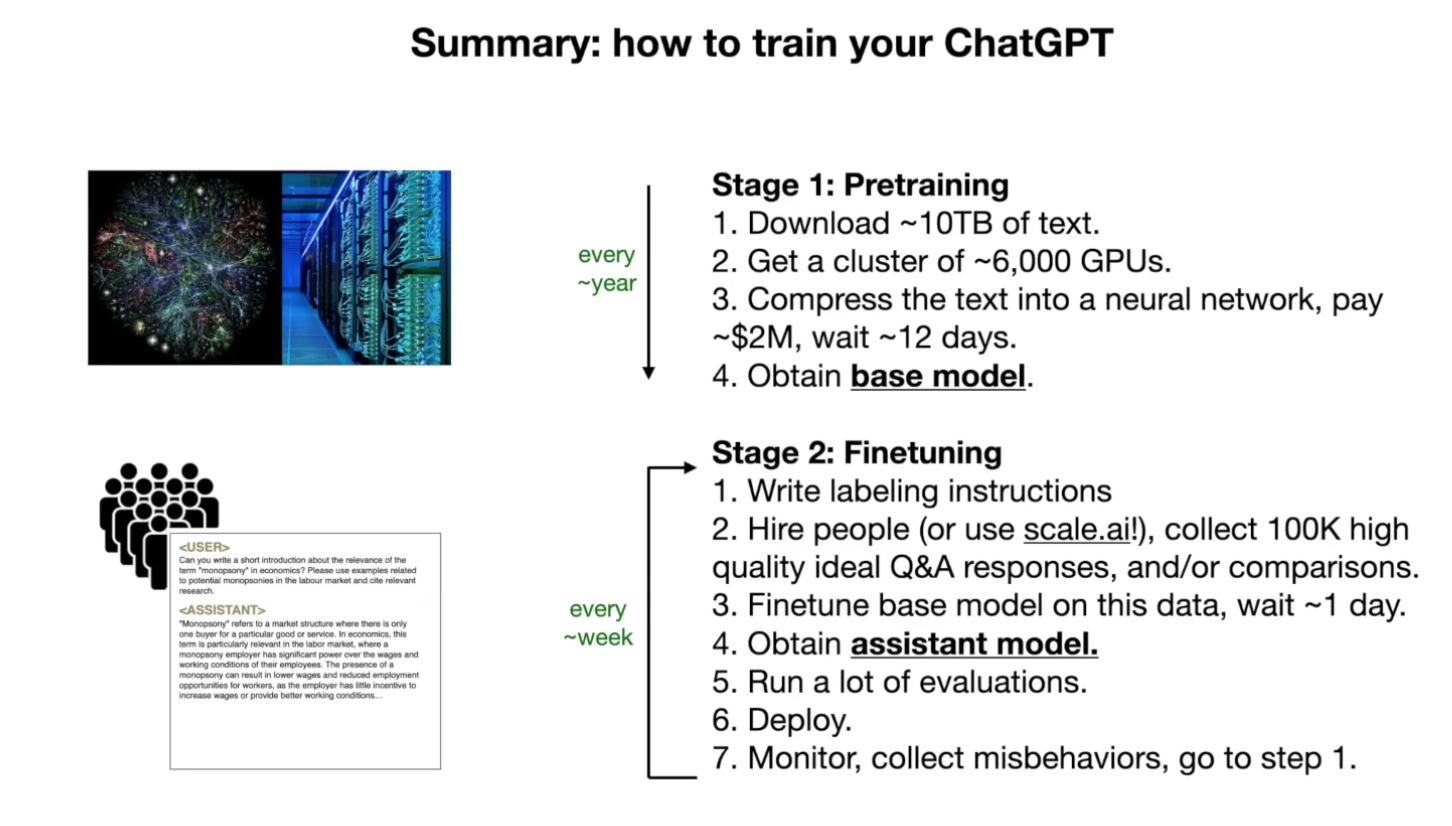 Summary: how to train your ChatGPT
every
~year
Stage 1: Pretraining
1. Download ~10TB of text.
2. Get a cluster of ~6,000 GPUs.
3. Compress the text into a neural network, pay
~$2M, wait ~12 days.
4. Obtain base model.
<USER>
Can you write a short introduction about the relevance of the
term "monopsony" in economics? Please use examples related
to potential monopsonies in the labour market and cite relevant
research.
<ASSISTANT>
"Monopsony" refers to a market structure where there is only
one buyer for a particular good or service. In economics, this
term is particularly relevant in the labor market, where a
monopsony employer has significant power over the wages and
working conditions of their employees. The presence of a
monopsony can result in lower wages and reduced employment
opportunities for workers, as the employer has little incentive to
increase wages or provide better working conditions...
every
~week
Stage 2: Finetuning
1. Write labeling instructions
2. Hire people (or use scale.ai!), collect 100K high
quality ideal Q&A responses, and/or comparisons.
3. Finetune base model on this data, wait ~1 day.
4. Obtain assistant model.
5. Run a lot of evaluations.
6. Deploy.
7. Monitor, collect misbehaviors, go to step 1.